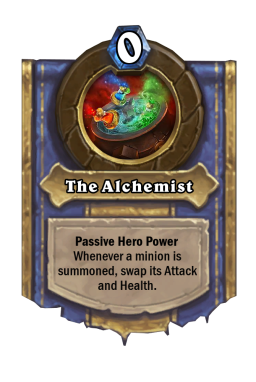 0
The Alchemist
Passive Hero Power
Whenever a minion is
summoned, swap its Attack
and Health.